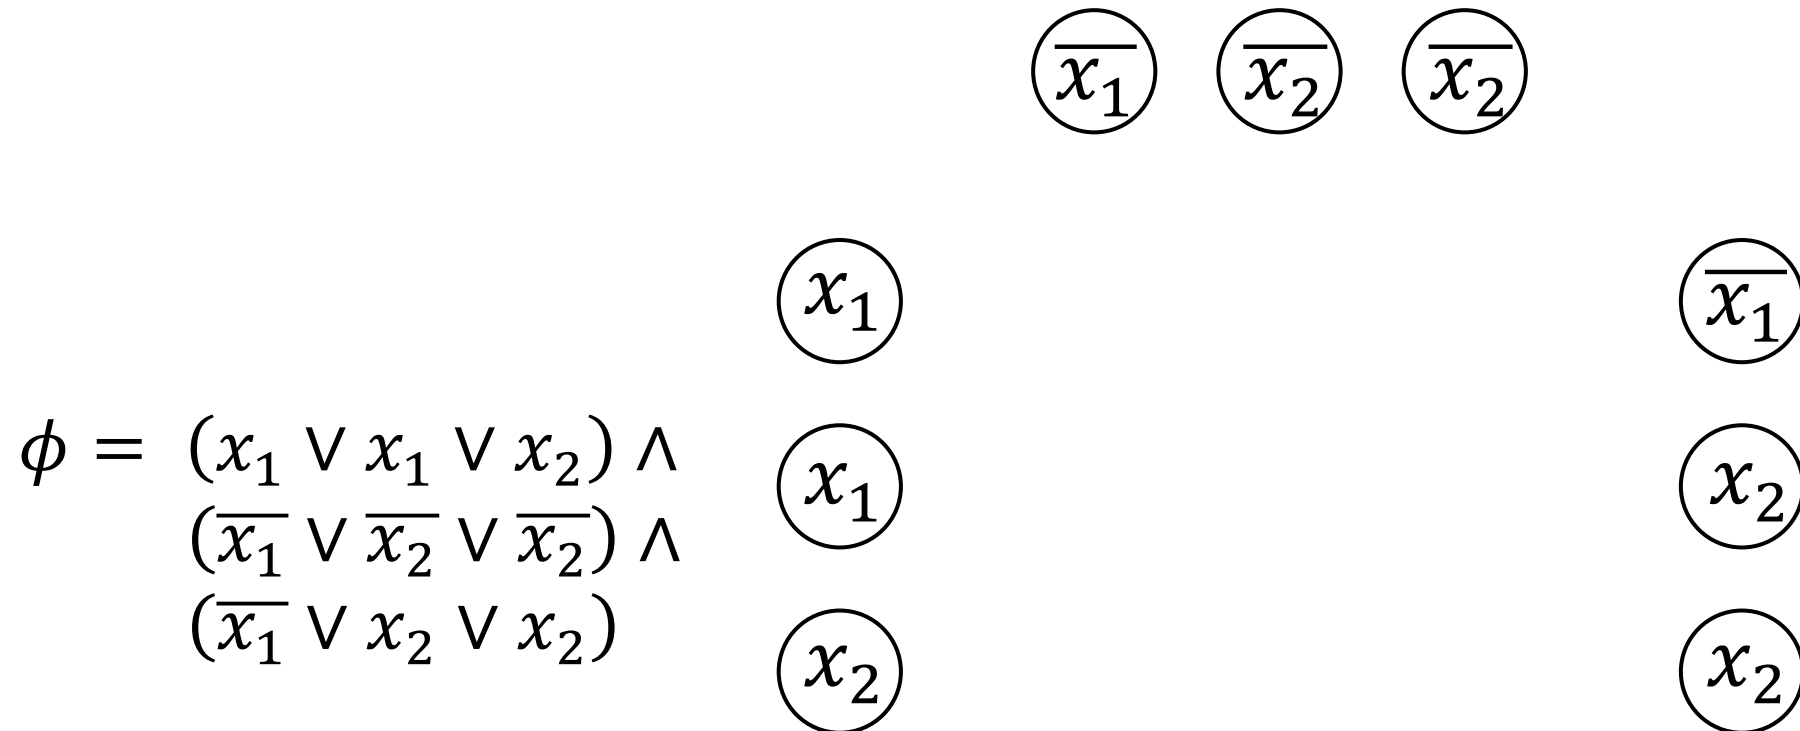 x̅₁ x̅₂ x̅₂
x₁ x̅₁
ϕ = (x₁ ∨ x₁ ∨ x₂) ∧
x₁ x₂
(x̅₁ ∨ x̅₂ ∨ x̅₂) ∧
(x̅₁ ∨ x₂ ∨ x₂)
x₂ x₂